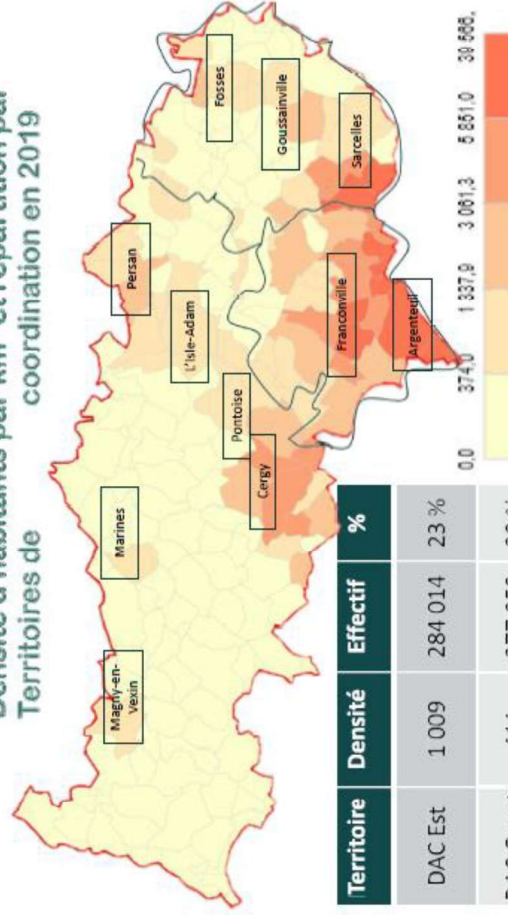 Territoires de coordination en 2019
Fosses
Goussainville
Sarcelles
Persan
L'Isle-Adam
Franconville
Argenteuil
Pontoise
Cergy
Marines
Magny-en-
Vexin
0,0 374,0 1 337,9 3 061,3 5 851,0
Territoire Densité Effectif %
DAC Est 1 009 284 014 23 %